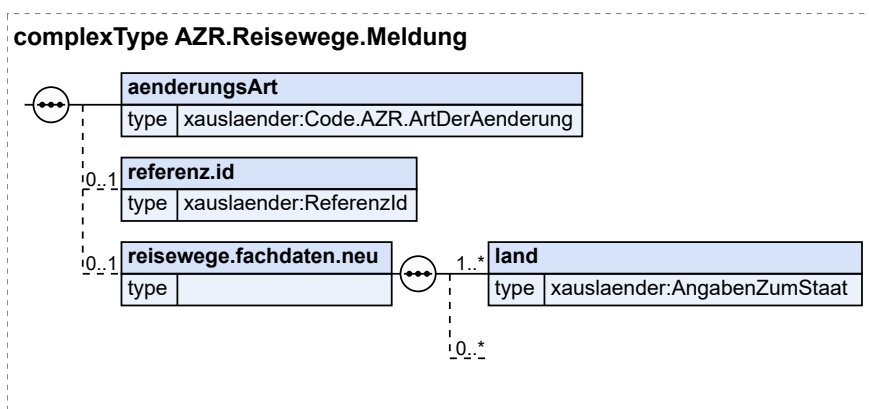 complexType AZR.Reisewege.Meldung
aenderungsArt
type xauslaender:Code.AZR.ArtDerAenderung
0..1 referenz.id
type xauslaender:ReferenzId
0..1 reisewege.fachdaten.neu
type
1..* land
type xauslaender:AngabenZumStaat
0..*